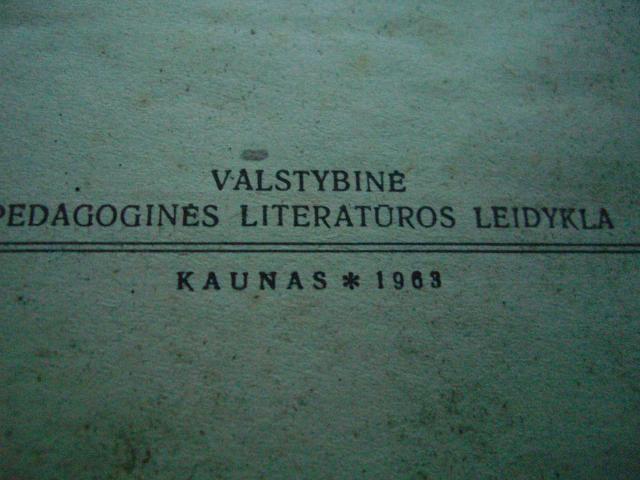 VALSTYBINĖ
PEDAGOGINĖS LITERATŪROS LEIDYKLA
KAUNAS * 1963